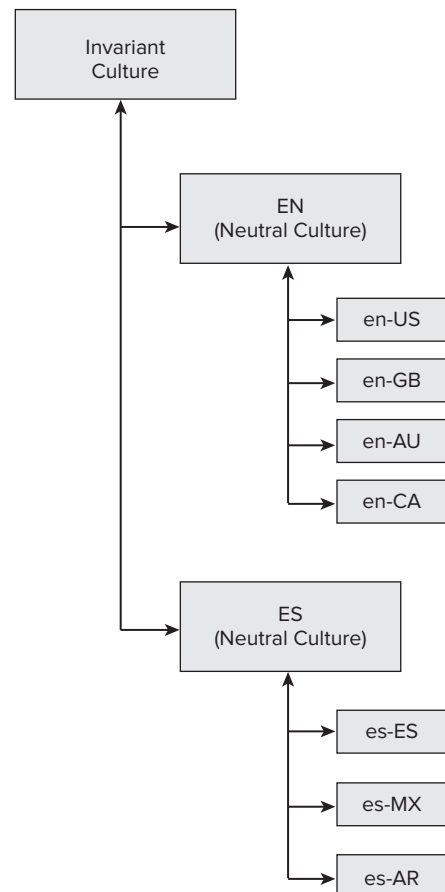 Invariant
Culture
EN
(Neutral Culture)
en-US
en-GB
en-AU
en-CA
ES
(Neutral Culture)
es-ES
es-MX
es-AR